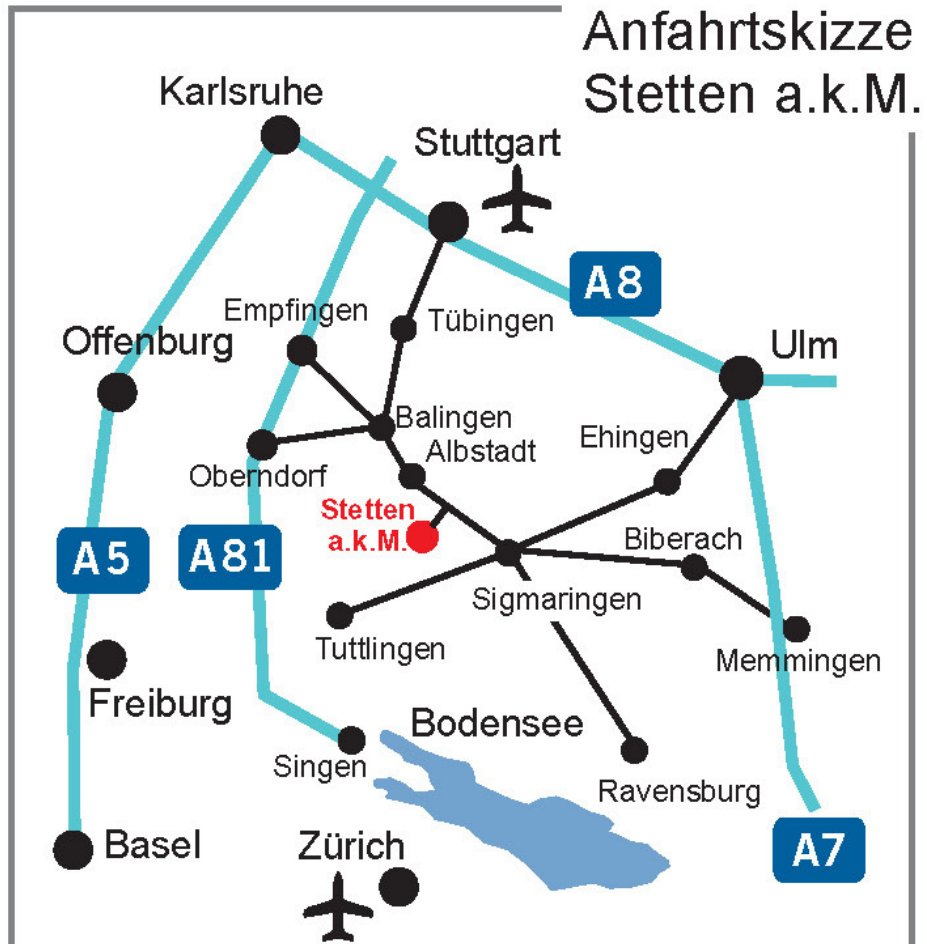 Anfahrtskizze
Stetten a.k.M.
Karlsruhe
Stuttgart
A8
Empfingen
Tübingen
Offenburg
Ulm
Balingen
Albstadt
Ehingen
Oberndorf
Stetten
a.k.M.
A5
A81
Biberach
Sigmaringen
Tuttlingen
Memmingen
Freiburg
Bodensee
Singen
Ravensburg
Basel
Zürich
A7